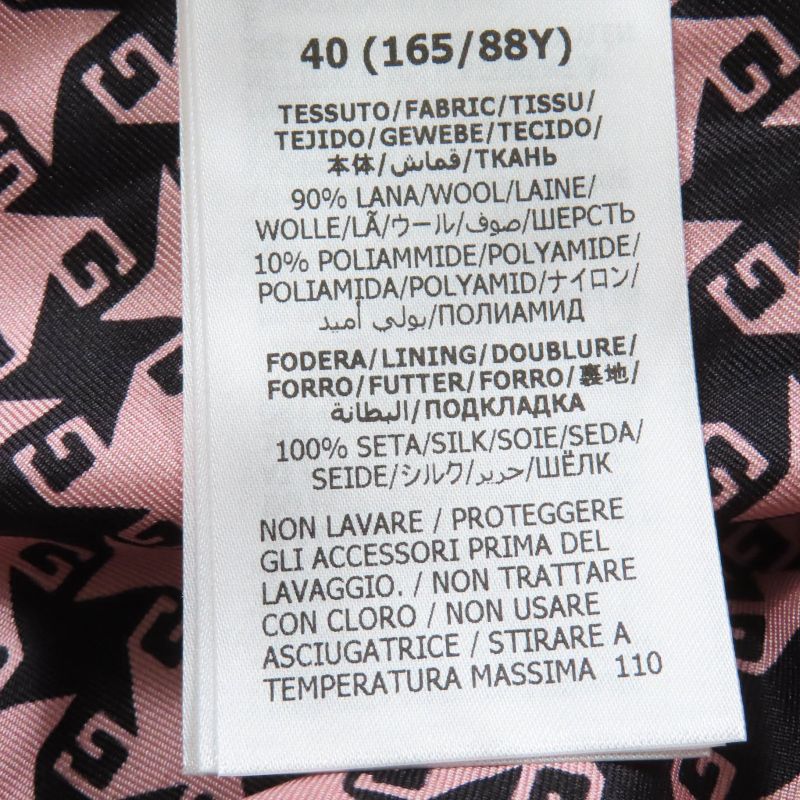 40 (165/88Y)
TESSUTO/FABRIC/TISSU/
TEJIDO/GEWEBE/TECIDO/
本体/قماش/ТКАНЬ
90% LANA/WOOL/LAINE/
WOLLE/LÃ/ウール/صوف/ШЕРСТЬ
10% POLIAMMIDE/POLYAMIDE/
POLIAMIDA/POLYAMID/ナイロン/
بولي أميد/ПОЛИАМИД
FODERA/LINING/DOUBLURE/
FORRO/FUTTER/FORRO/裏地/
البطانة/ПОДКЛАДКА
100% SETA/SILK/SOIE/SEDA/
SEIDE/シルク/حرير/ШЁЛК
NON LAVARE / PROTEGGERE
GLI ACCESSORI PRIMA DEL
LAVAGGIO. / NON TRATTARE
CON CLORO / NON USARE
ASCIUGATRICE / STIRARE A
TEMPERATURA MASSIMA 110